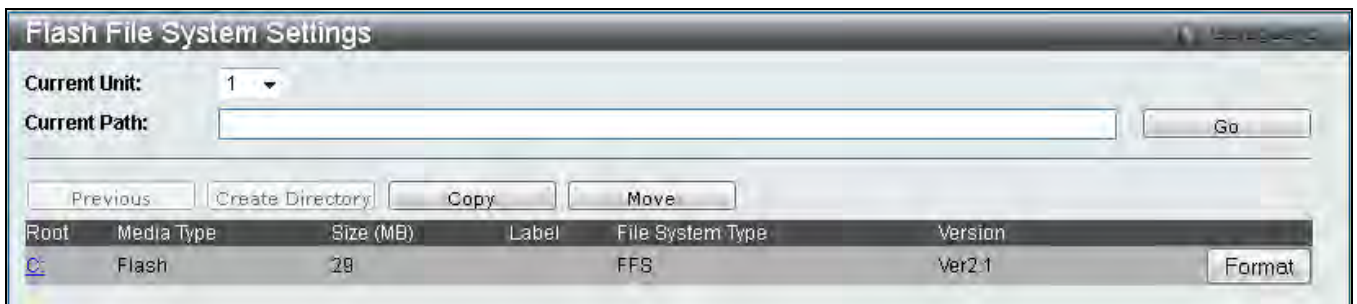 Flash File System Settings
Current Unit: 1
Current Path: Go
Previous Create Directory Copy Move
Root Media Type Size (MB) Label File System Type Version
C: Flash 29 FFS Ver2.1 Format